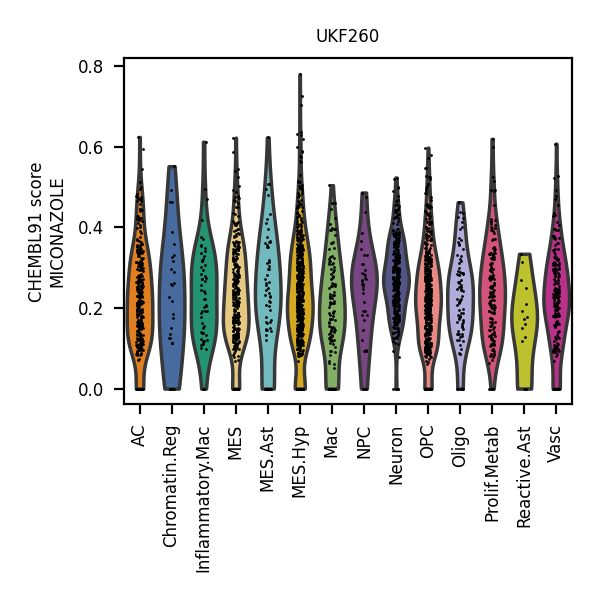 UKF260
CHEMBL91 score
MICONAZOLE
0.8
0.6
0.4
0.2
0.0
AC
Chromatin.Reg
Inflammatory.Mac
MES
MES.Ast
MES.Hyp
Mac
NPC
Neuron
OPC
Oligo
Prolif.Metab
Reactive.Ast
Vasc